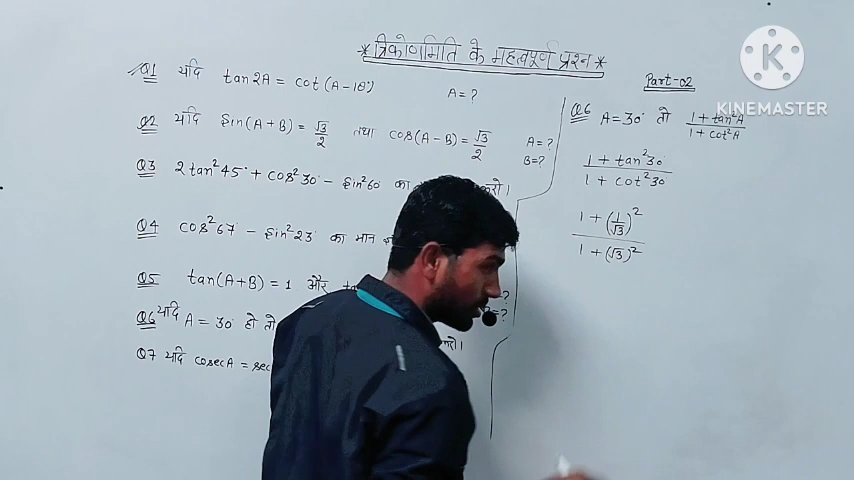 *त्रिकोणमिति के महत्वपूर्ण प्रश्न*
Part-02
Q1 यदि tan2A = cot(A-18°) A = ?
Q2 यदि sin(A+B) = √3/2 तथा cos(A-B) = √3/2 A = ?
B = ?
Q3 2tan²45° + cos²30° - sin²60 का
Q4 cos²67° - sin²23° का मान
Q5 tan(A+B) = 1 और
Q6 यदि A = 30° हो तो
Q7 यदि cosecA = sec
Q6 A = 30° तो (1 + tan²A)/(1 + cot²A)
(1 + tan²30°)/(1 + cot²30)
(1 + (1/√3)²)/(1 + (√3)²)
KINEMASTER